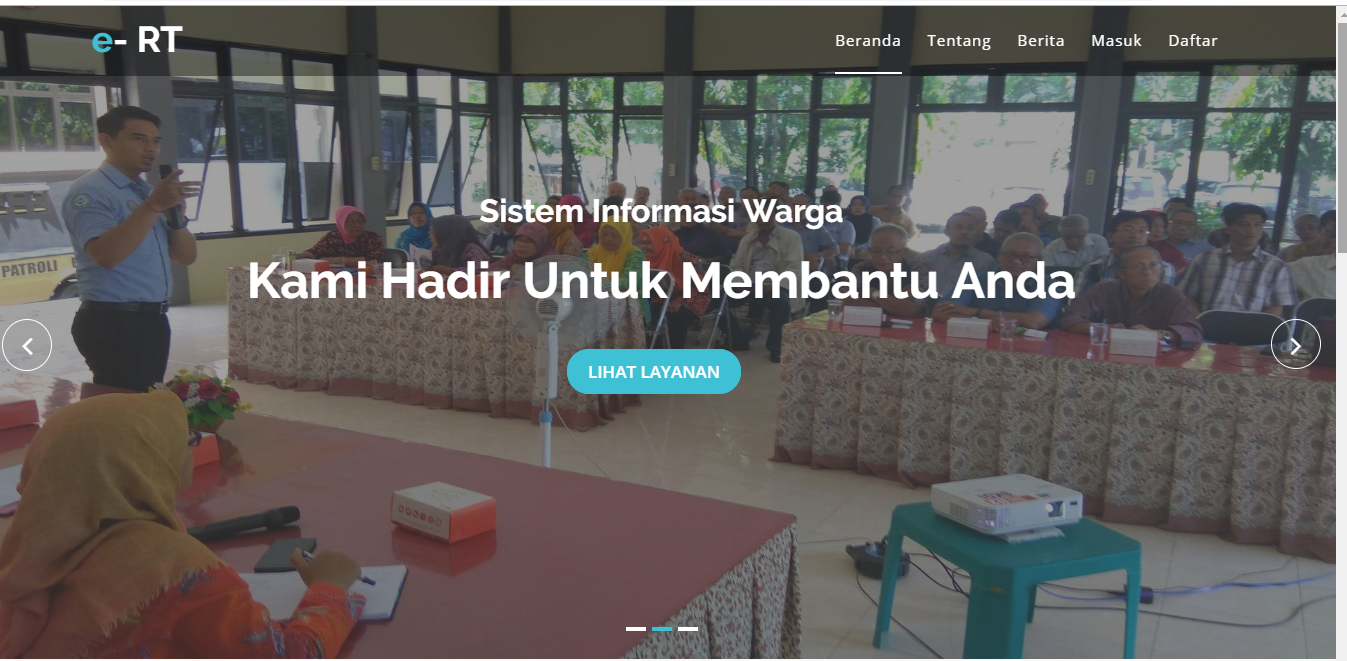 e- RT
Beranda Tentang Berita Masuk Daftar
Sistem Informasi Warga
Kami Hadir Untuk Membantu Anda
PATROLI
LIHAT LAYANAN